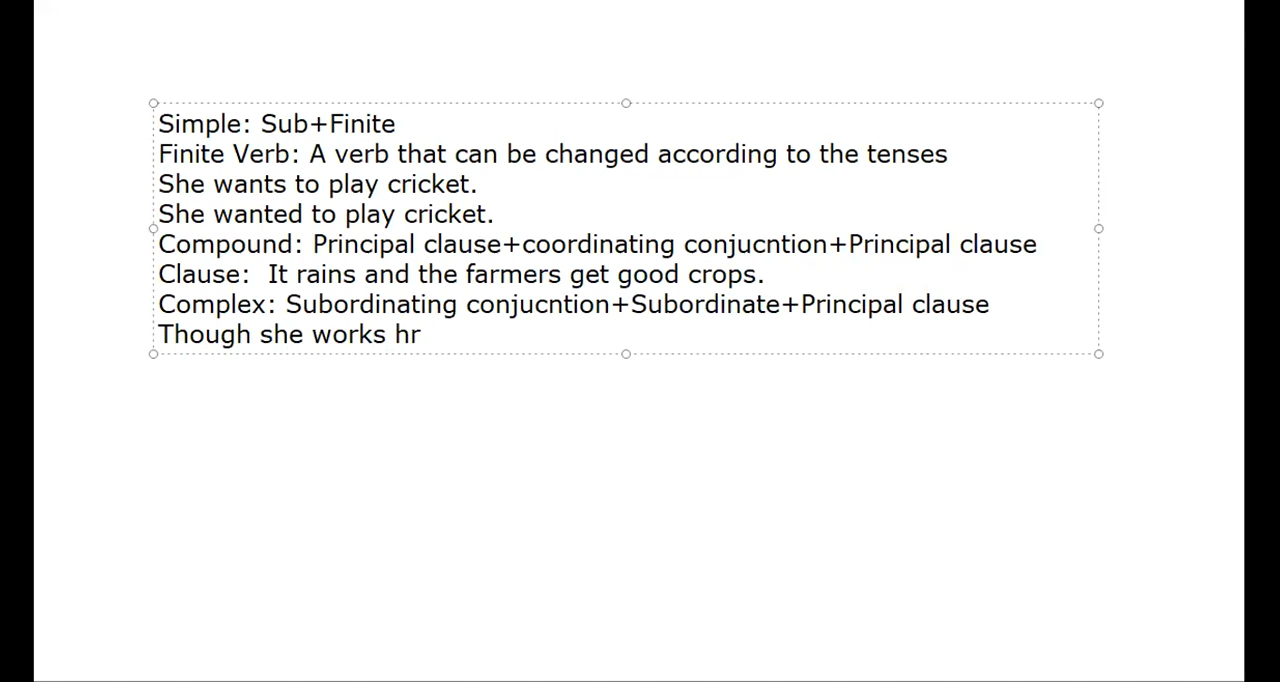 Simple: Sub+Finite
Finite Verb: A verb that can be changed according to the tenses
She wants to play cricket.
She wanted to play cricket.
Compound: Principal clause+coordinating conjucntion+Principal clause
Clause:  It rains and the farmers get good crops.
Complex: Subordinating conjucntion+Subordinate+Principal clause
Though she works hr